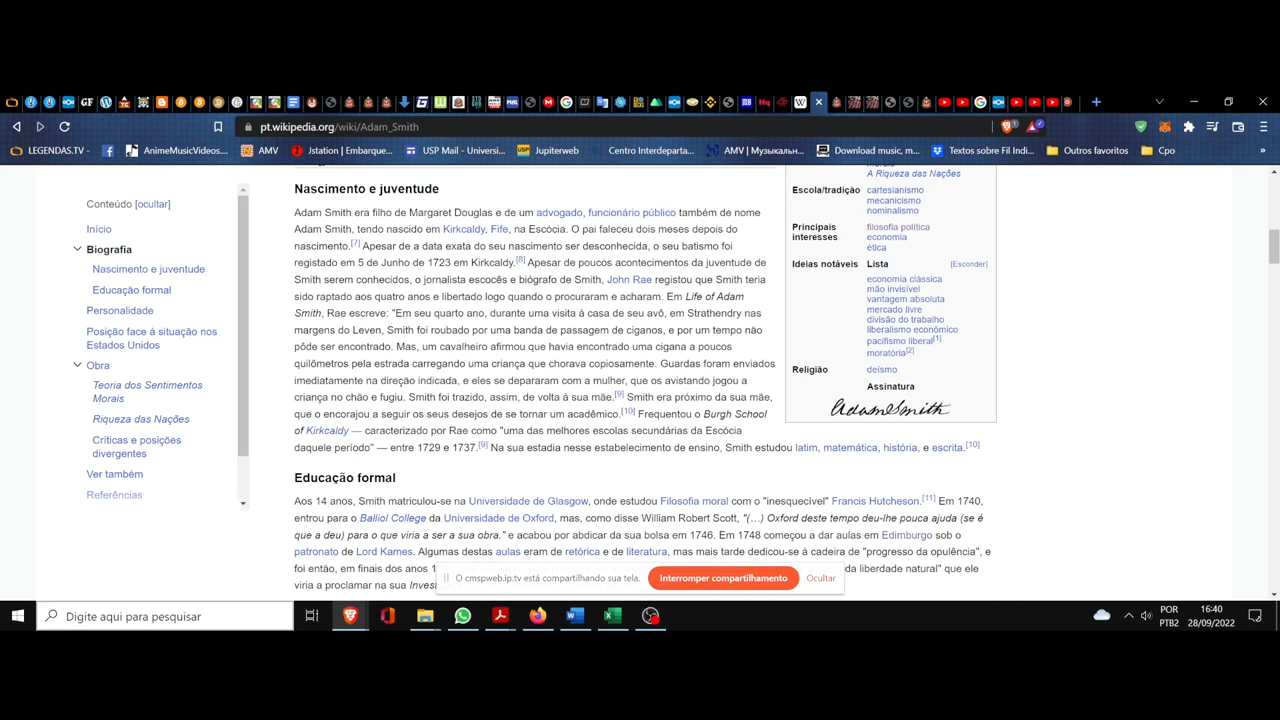 pt.wikipedia.org/wiki/Adam_Smith
LEGENDAS.TV -
AnimeMusicVideos...
AMV
Jstation | Embarque...
USP Mail - Universi...
Jupiterweb
Centro Interdeparta...
AMV | Музыкальн...
Download music, m...
Textos sobre Fil Indi...
Outros favoritos
Cpo
»
Conteúdo [ocultar]
Início
Biografia
Nascimento e juventude
Educação formal
Personalidade
Posição face à situação nos
Estados Unidos
Obra
Teoria dos Sentimentos
Morais
Riqueza das Nações
Críticas e posições
divergentes
Ver também
Referências
Nascimento e juventude
Adam Smith era filho de Margaret Douglas e de um advogado, funcionário público também de nome
Adam Smith, tendo nascido em Kirkcaldy, Fife, na Escócia. O pai faleceu dois meses depois do
nascimento.[7] Apesar de a data exata do seu nascimento ser desconhecida, o seu batismo foi
registado em 5 de Junho de 1723 em Kirkcaldy.[8] Apesar de poucos acontecimentos da juventude de
Smith serem conhecidos, o jornalista escocês e biógrafo de Smith, John Rae registou que Smith teria
sido raptado aos quatro anos e libertado logo quando o procuraram e acharam. Em Life of Adam
Smith, Rae escreve: "Em seu quarto ano, durante uma visita à casa de seu avô, em Strathendry nas
margens do Leven, Smith foi roubado por uma banda de passagem de ciganos, e por um tempo não
pôde ser encontrado. Mas, um cavalheiro afirmou que havia encontrado uma cigana a poucos
quilômetros pela estrada carregando uma criança que chorava copiosamente. Guardas foram enviados
imediatamente na direção indicada, e eles se depararam com a mulher, que os avistando jogou a
criança no chão e fugiu. Smith foi trazido, assim, de volta à sua mãe.[9] Smith era próximo da sua mãe,
que o encorajou a seguir os seus desejos de se tornar um acadêmico.[10] Frequentou o Burgh School
of Kirkcaldy — caracterizado por Rae como "uma das melhores escolas secundárias da Escócia
daquele período" — entre 1729 e 1737.[9] Na sua estadia nesse estabelecimento de ensino, Smith estudou latim, matemática, história, e escrita.[10]
Educação formal
Aos 14 anos, Smith matriculou-se na Universidade de Glasgow, onde estudou Filosofia moral com o "inesquecível" Francis Hutcheson.[11] Em 1740,
entrou para o Balliol College da Universidade de Oxford, mas, como disse William Robert Scott, "(…) Oxford deste tempo deu-lhe pouca ajuda (se é
que a deu) para o que viria a ser a sua obra." e acabou por abdicar da sua bolsa em 1746. Em 1748 começou a dar aulas em Edimburgo sob o
patronato de Lord Kames. Algumas destas aulas eram de retórica e de literatura, mas mais tarde dedicou-se à cadeira de "progresso da opulência", e
foi então, em finais dos anos 1
da liberdade natural" que ele
viria a proclamar na sua Inves
A Riqueza das Nações
Escola/tradição
cartesianismo
mecanicismo
nominalismo
Principais
interesses
filosofia política
economia
ética
Ideias notáveis
Lista
[Esconder]
economia clássica
mão invisível
vantagem absoluta
mercado livre
divisão do trabalho
liberalismo econômico
pacifismo liberal[1]
moratória[2]
Religião
deísmo
Assinatura
Adam Smith
O cmspweb.ip.tv está compartilhando sua tela.
Interromper compartilhamento
Ocultar
Digite aqui para pesquisar
POR
PTB2
16:40
28/09/2022